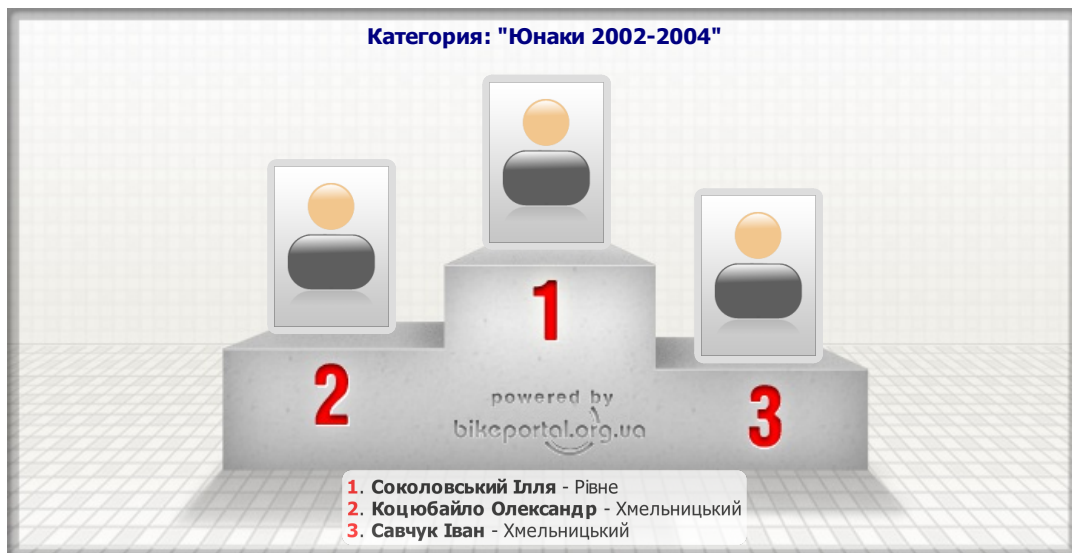 Категория: "Юнаки 2002-2004"
1
2
3
powered by
bikeportal.org.ua
1. Соколовський Ілля - Рівне
2. Коцюбайло Олександр - Хмельницький
3. Савчук Іван - Хмельницький